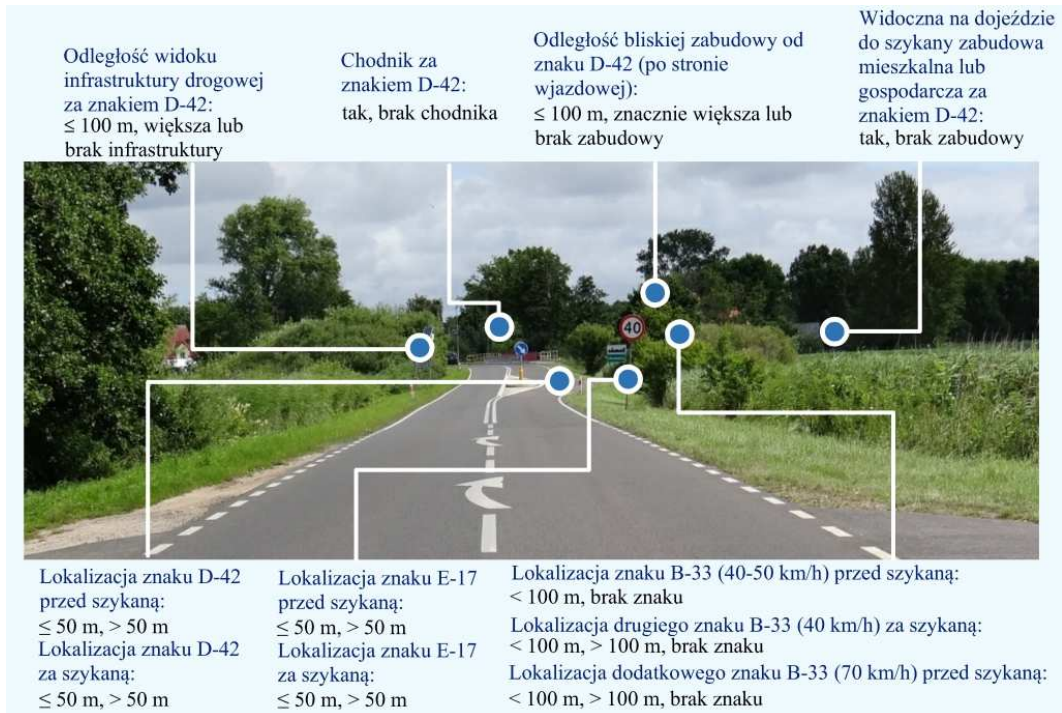 Odległość widoku
infrastruktury drogowej
za znakiem D-42:
≤ 100 m, większa lub
brak infrastruktury
Chodnik za
znakiem D-42:
tak, brak chodnika
Odległość bliskiej zabudowy od
znaku D-42 (po stronie
wjazdowej):
≤ 100 m, znacznie większa lub
brak zabudowy
Widoczna na dojeździe
do szykany zabudowa
mieszkalna lub
gospodarcza za
znakiem D-42:
tak, brak zabudowy
40
Lokalizacja znaku D-42
przed szykaną:
≤ 50 m, > 50 m
Lokalizacja znaku D-42
za szykaną:
≤ 50 m, > 50 m
Lokalizacja znaku E-17
przed szykaną:
≤ 50 m, > 50 m
Lokalizacja znaku E-17
za szykaną:
≤ 50 m, > 50 m
Lokalizacja znaku B-33 (40-50 km/h) przed szykaną:
< 100 m, brak znaku
Lokalizacja drugiego znaku B-33 (40 km/h) za szykaną:
< 100 m, > 100 m, brak znaku
Lokalizacja dodatkowego znaku B-33 (70 km/h) przed szykaną:
< 100 m, > 100 m, brak znaku